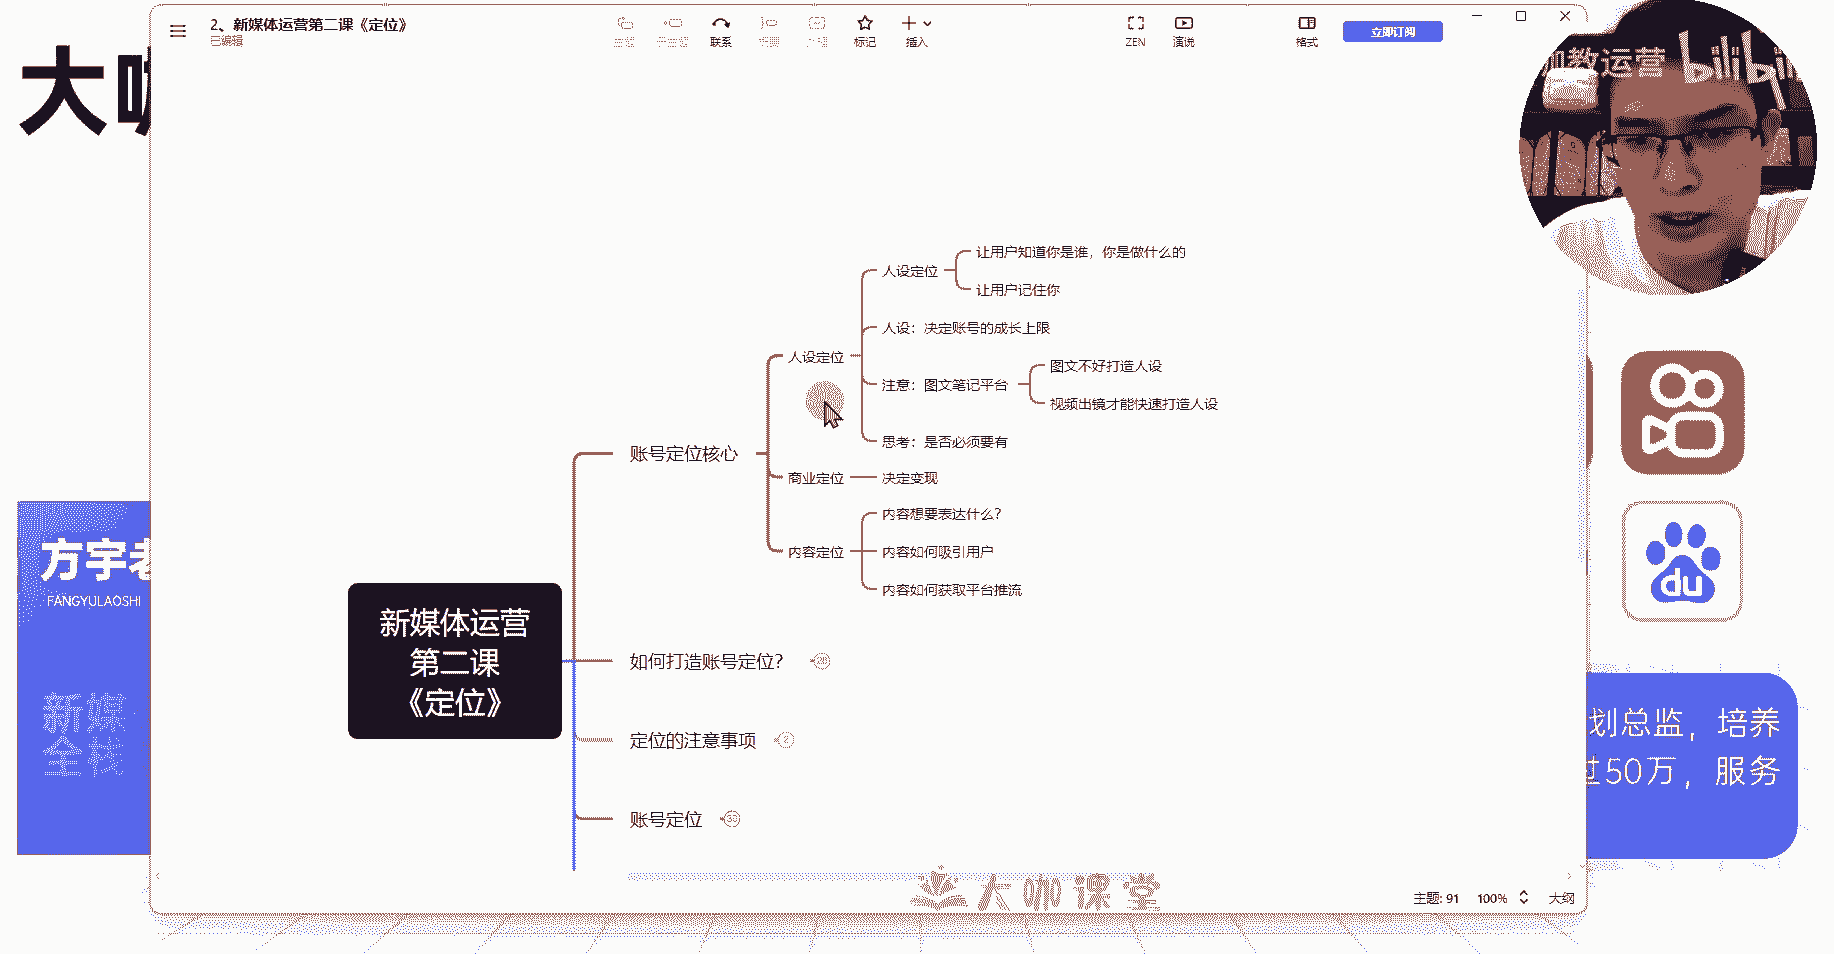 2、新媒体运营第二课《定位》
已编辑
联系
标记
插入
ZEN
演说
格式
立即订阅
大咖
咖教运营
bilibili
让用户知道你是谁，你是做什么的
人设定位
让用户记住你
人设：决定账号的成长上限
人设定位
图文不好打造人设
注意：图文笔记平台
视频出镜才能快速打造人设
思考：是否必须要有
账号定位核心
商业定位
决定变现
内容想要表达什么？
内容定位
内容如何吸引用户
内容如何获取平台推流
新媒体运营
第二课
《定位》
如何打造账号定位？
定位的注意事项
2
账号定位
方宇老
FANGYULAOSHI
新媒
全栈
du
划总监，培养
过50万，服务
大咖课堂
主题: 91
100%
大纲